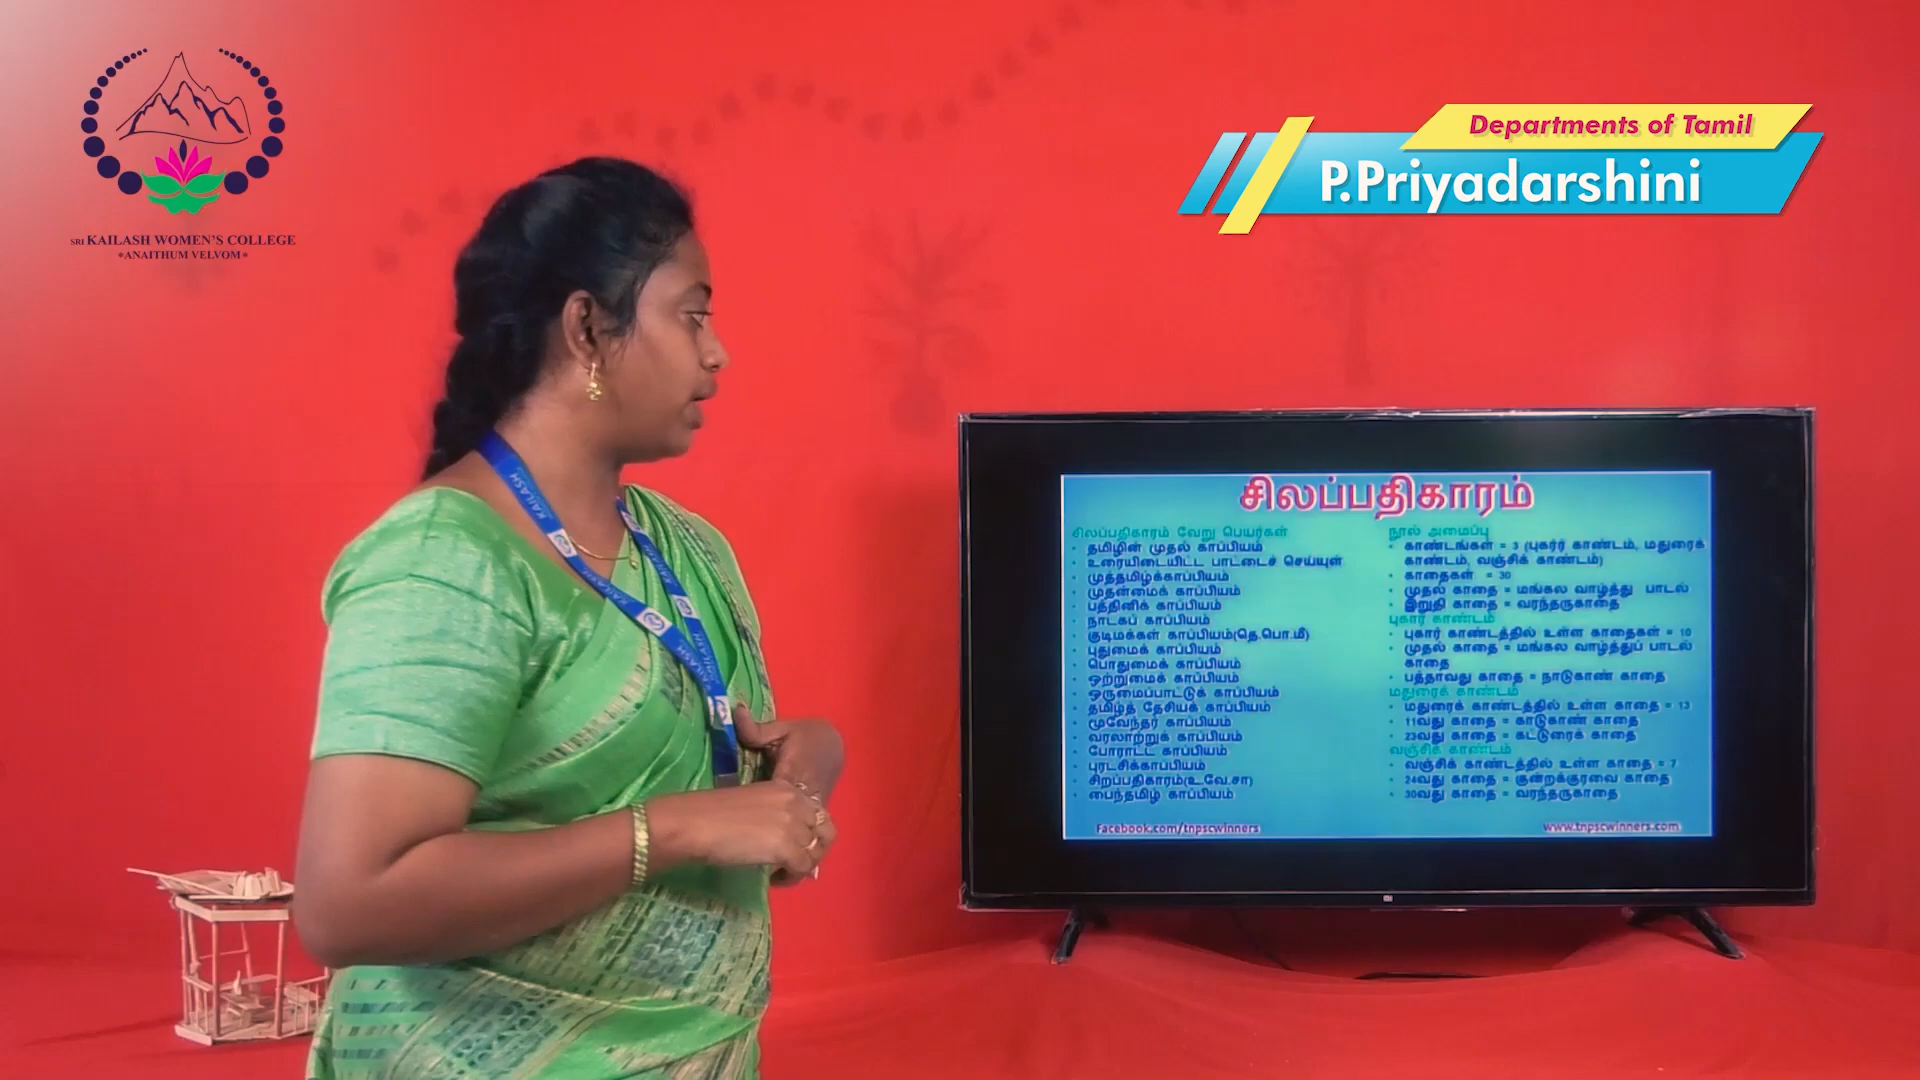 SRI KAILASH WOMEN'S COLLEGE
*ANAITHUM VELVOM*
Departments of Tamil
P.Priyadarshini
KAILASH
சிலப்பதிகாரம்
சிலப்பதிகாரம் வேறு பெயர்கள்
• தமிழின் முதல் காப்பியம்
• உரையிடையிட்ட பாட்டைச் செய்யுள்
• முத்தமிழ்க்காப்பியம்
• முதன்மைக் காப்பியம்
• பத்தினிக் காப்பியம்
• நாடகப் காப்பியம்
• குடிமக்கள் காப்பியம்(தெ.பொ.மீ)
• புதுமைக் காப்பியம்
• பொதுமைக் காப்பியம்
• ஒற்றுமைக் காப்பியம்
• ஒருமைப்பாட்டுக் காப்பியம்
• தமிழ்த் தேசியக் காப்பியம்
• மூவேந்தர் காப்பியம்
• வரலாற்றுக் காப்பியம்
• போராட்ட காப்பியம்
• புரட்சிக்காப்பியம்
• சிறப்பதிகாரம்(உ.வே.சா)
• பைந்தமிழ் காப்பியம்
Facebook.com/tnpscwinners
நூல் அமைப்பு
• காண்டங்கள் = 3 (புகார்ர் காண்டம், மதுரைக்
காண்டம், வஞ்சிக் காண்டம்)
• காதைகள் = 30
• முதல் காதை = மங்கல வாழ்த்து பாடல்
• இறுதி காதை = வரந்தருகாதை
புகார் காண்டம்
• புகார் காண்டத்தில் உள்ள காதைகள் = 10
• முதல் காதை = மங்கல வாழ்த்துப் பாடல்
காதை
• பத்தாவது காதை = நாடுகாண் காதை
மதுரைக் காண்டம்
• மதுரைக் காண்டத்தில் உள்ள காதை = 13
• 11வது காதை = காடுகாண் காதை
• 23வது காதை = கட்டுரைக் காதை
வஞ்சிக் காண்டம்
• வஞ்சிக் காண்டத்தில் உள்ள காதை = 7
• 24வது காதை = குன்றக்குரவை காதை
• 30வது காதை = வரந்தருகாதை
www.tnpscwinners.com